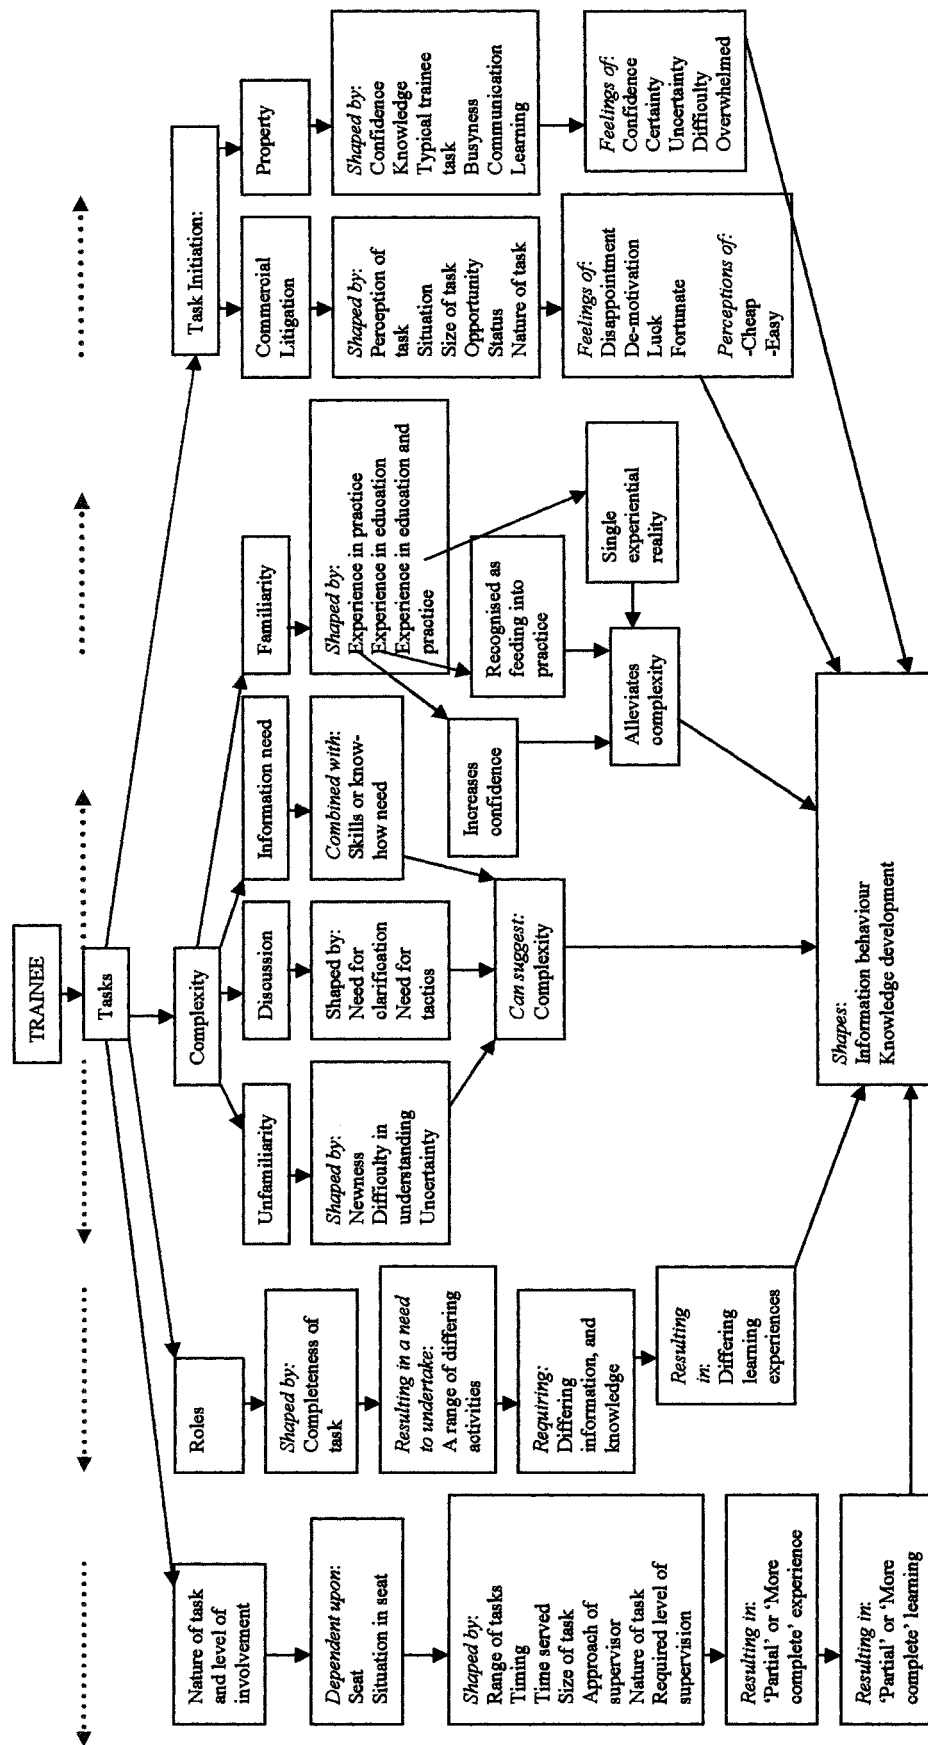 TRAINEE
Tasks
Nature of task
and level of
involvement
Dependent upon:
Seat
Situation in seat
Shaped by:
Range of tasks
Timing
Time served
Size of task
Approach of
supervisor
Nature of task
Required level of
supervision
Resulting in:
'Partial' or 'More
complete' experience
Resulting in:
'Partial' or 'More
complete' learning
Roles
Shaped by:
Completeness of
task
Resulting in a need
to undertake:
A range of differing
activities
Requiring:
Differing
information, and
knowledge
Resulting
in: Differing
learning
experiences
Complexity
Unfamiliarity
Shaped by:
Newness
Difficulty in
understanding
Uncertainty
Discussion
Shaped by:
Need for
clarification
Need for
tactics
Information need
Combined with:
Skills or know-
how need
Can suggest:
Complexity
Familiarity
Shaped by:
Experience in practice
Experience in education
Experience in education and
practice
Increases
confidence
Recognised as
feeding into
practice
Single
experiential
reality
Alleviates
complexity
Task Initiation:
Commercial
Litigation
Shaped by:
Perception of
task
Situation
Size of task
Opportunity
Status
Nature of task
Feelings of:
Disappointment
De-motivation
Luck
Fortunate
Perceptions of:
-Cheap
-Easy
Property
Shaped by:
Confidence
Knowledge
Typical trainee
task
Busyness
Communication
Learning
Feelings of:
Confidence
Certainty
Uncertainty
Difficulty
Overwhelmed
Shapes:
Information behaviour
Knowledge development